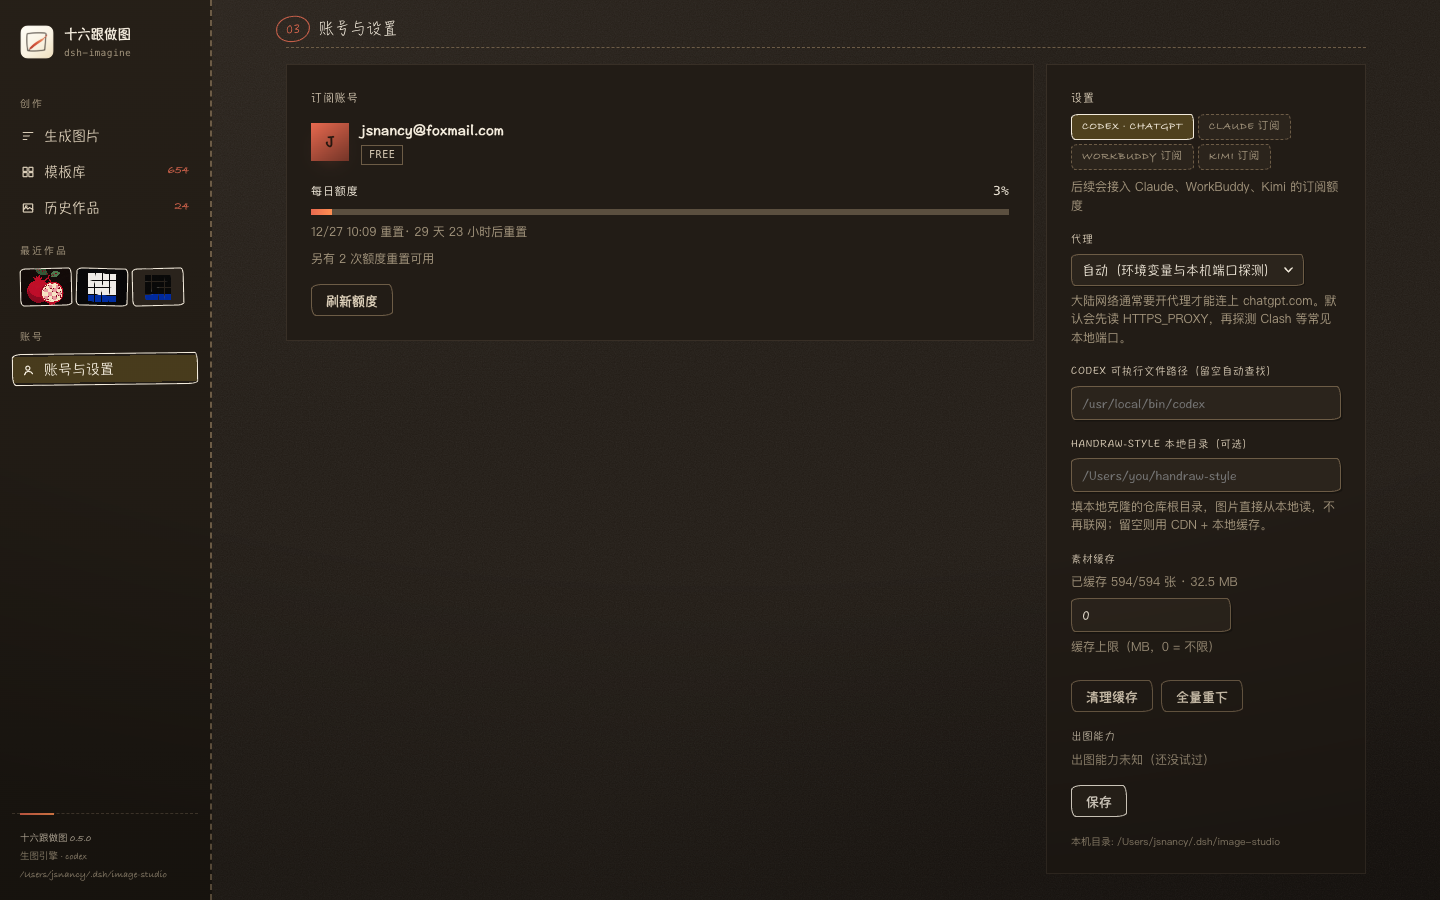 十六跟做图
dsh-imagine
创作
生成图片
模板库 654
历史作品 24
最近作品
账号
账号与设置
十六跟做图 0.5.0
生图引擎 · codex
/Users/jsnancy/.dsh/image-studio
03 账号与设置
订阅账号
J
jsnancy@foxmail.com
FREE
每日额度 3%
12/27 10:09 重置 · 29 天 23 小时后重置
另有 2 次额度重置可用
刷新额度
设置
CODEX · CHATGPT CLAUDE 订阅
WORKBUDDY 订阅 KIMI 订阅
后续会接入 Claude、WorkBuddy、Kimi 的订阅额
度
代理
自动（环境变量与本机端口探测）
大陆网络通常要开代理才能连上 chatgpt.com。默
认会先读 HTTPS_PROXY，再探测 Clash 等常见
本地端口。
CODEX 可执行文件路径（留空自动查找）
/usr/local/bin/codex
HANDRAW-STYLE 本地目录（可选）
/Users/you/handraw-style
填本地克隆的仓库根目录，图片直接从本地读，不
再联网；留空则用 CDN + 本地缓存。
素材缓存
已缓存 594/594 张 · 32.5 MB
0
缓存上限（MB，0 = 不限）
清理缓存 全量重下
出图能力
出图能力未知（还没试过）
保存
本机目录: /Users/jsnancy/.dsh/image-studio